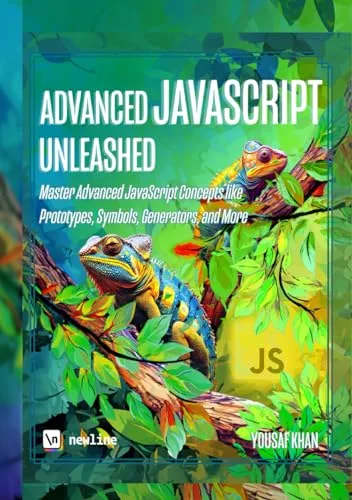 ADVANCED JAVASCRIPT
UNLEASHED
Master Advanced JavaScript Concepts like
Prototypes, Symbols, Generators, and More
JS
\n newline
YOUSAF KHAN